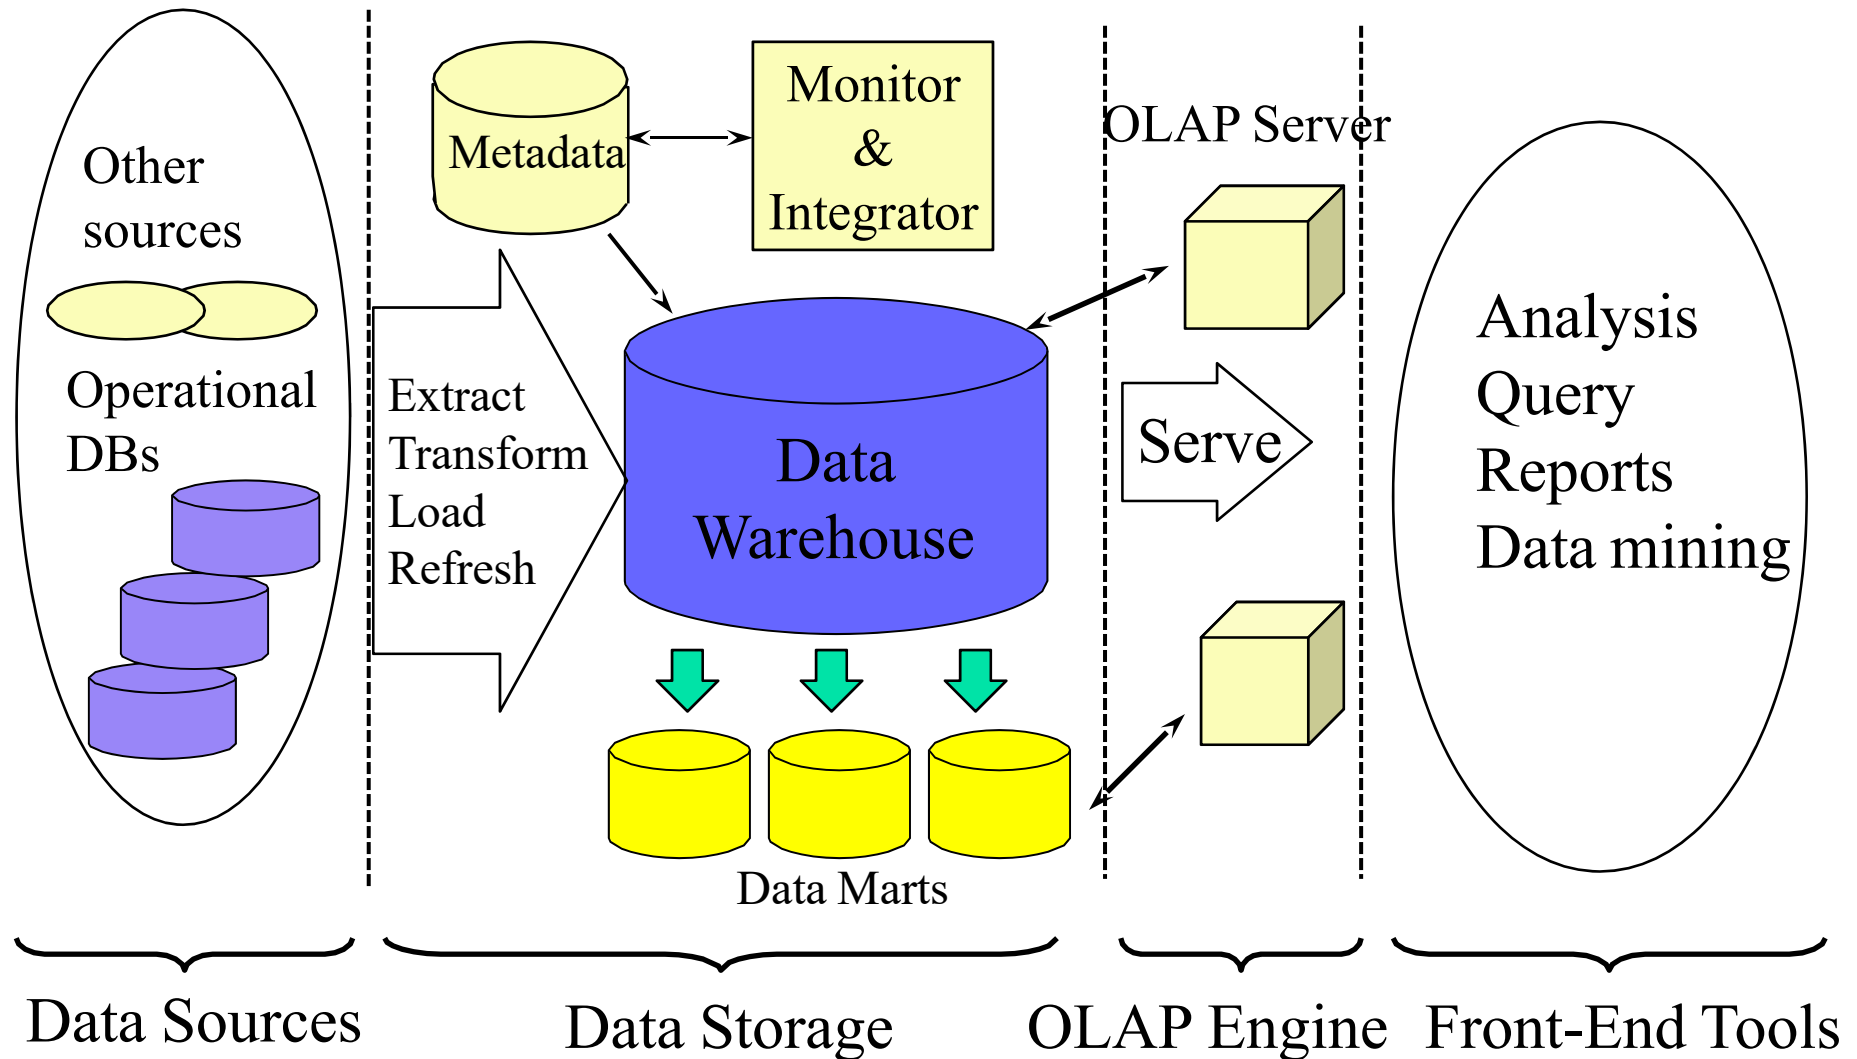 Other
sources
Operational
DBs
Metadata
Monitor
&
Integrator
Extract
Transform
Load
Refresh
Data
Warehouse
Data Marts
OLAP Server
Serve
Analysis
Query
Reports
Data mining
Data Sources
Data Storage
OLAP Engine
Front-End Tools